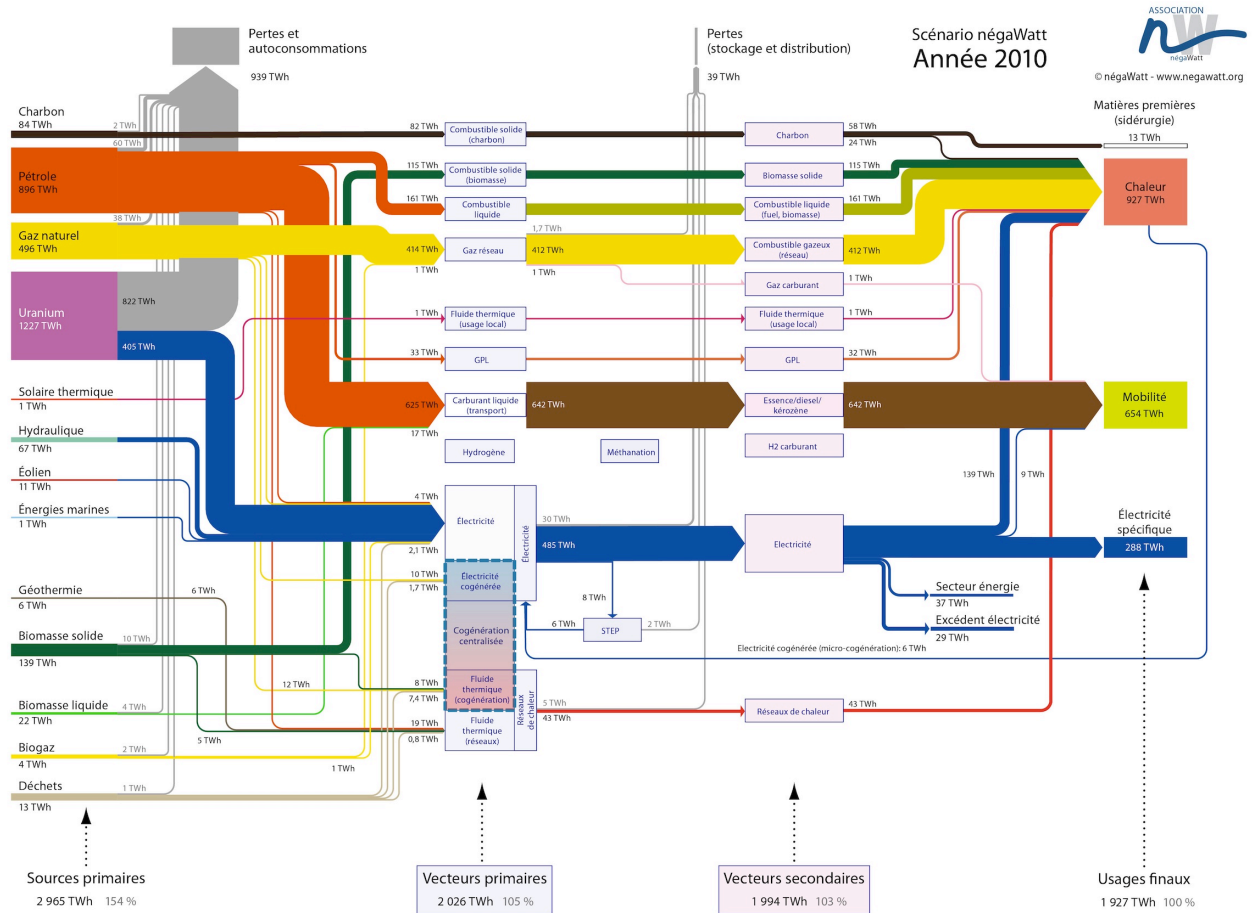 Pertes et
autoconsommations
939 TWh
Pertes
(stockage et distribution)
39 TWh
Scénario négaWatt
Année 2010
ASSOCIATION
nW
négaWatt
© négaWatt - www.negawatt.org
Charbon
84 TWh
2 TWh
60 TWh
Pétrole
896 TWh
38 TWh
Gaz naturel
496 TWh
Uranium
1227 TWh
822 TWh
405 TWh
Solaire thermique
1 TWh
Hydraulique
67 TWh
Éolien
11 TWh
Énergies marines
1 TWh
Géothermie
6 TWh
6 TWh
Biomasse solide
139 TWh
10 TWh
12 TWh
Biomasse liquide
22 TWh
4 TWh
5 TWh
Biogaz
4 TWh
2 TWh
1 TWh
Déchets
13 TWh
1 TWh
82 TWh
Combustible solide
(charbon)
115 TWh
Combustible solide
(biomasse)
161 TWh
Combustible
liquide
414 TWh
1 TWh
Gaz réseau
1,7 TWh
412 TWh
1 TWh
1 TWh
Fluide thermique
(usage local)
33 TWh
GPL
625 TWh
17 TWh
Carburant liquide
(transport)
642 TWh
Hydrogène
Méthanation
4 TWh
2,1 TWh
Électricité
Électricité
30 TWh
485 TWh
10 TWh
1,7 TWh
Électricité
cogénérée
Cogénération
centralisée
8 TWh
6 TWh
STEP
2 TWh
8 TWh
7,4 TWh
Fluide
thermique
(cogénération)
Réseaux
de chaleur
19 TWh
0,8 TWh
Fluide
thermique
(réseaux)
5 TWh
43 TWh
Charbon
58 TWh
24 TWh
Biomasse solide
115 TWh
Combustible liquide
(fuel, biomasse)
161 TWh
Combustible gazeux
(réseau)
412 TWh
Gaz carburant
1 TWh
Fluide thermique
(usage local)
1 TWh
GPL
32 TWh
Essence/diesel/
kérozène
642 TWh
H2 carburant
139 TWh
9 TWh
Electricité
Secteur énergie
37 TWh
Excédent électricité
29 TWh
Electricité cogénérée (micro-cogénération): 6 TWh
Réseaux de chaleur
43 TWh
Matières premières
(sidérurgie)
13 TWh
Chaleur
927 TWh
Mobilité
654 TWh
Électricité
spécifique
288 TWh
Sources primaires
2 965 TWh 154 %
Vecteurs primaires
2 026 TWh 105 %
Vecteurs secondaires
1 994 TWh 103 %
Usages finaux
1 927 TWh 100 %